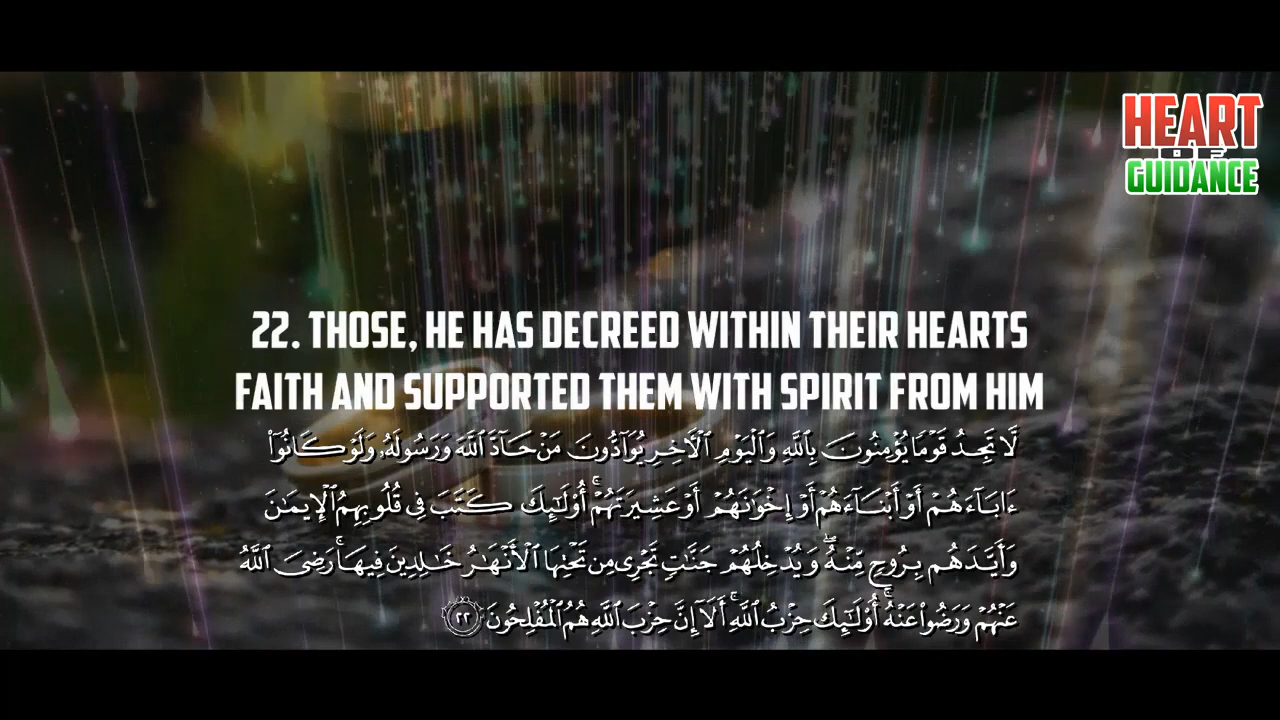 HEART
OF
GUIDANCE
22. THOSE, HE HAS DECREED WITHIN THEIR HEARTS
FAITH AND SUPPORTED THEM WITH SPIRIT FROM HIM
لَّا تَجِدُ قَوْمًا يُؤْمِنُونَ بِٱللَّهِ وَٱلْيَوْمِ ٱلْأَخِرِ يُوَآدُّونَ مَنْ حَآدَّ ٱللَّهَ وَرَسُولَهُۥ وَلَوْ كَانُوٓا۟
ءَابَآءَهُمْ أَوْ أَبْنَآءَهُمْ أَوْ إِخْوَٰنَهُمْ أَوْ عَشِيرَتَهُمْ ۚ أُو۟لَٰٓئِكَ كَتَبَ فِى قُلُوبِهِمُ ٱلْإِيمَٰنَ
وَأَيَّدَهُم بِرُوحٍ مِّنْهُ ۖ وَيُدْخِلُهُمْ جَنَّٰتٍ تَجْرِى مِن تَحْتِهَا ٱلْأَنْهَٰرُ خَٰلِدِينَ فِيهَا ۚ رَضِىَ ٱللَّهُ
عَنْهُمْ وَرَضُوا۟ عَنْهُ ۚ أُو۟لَٰٓئِكَ حِزْبُ ٱللَّهِ ۚ أَلَآ إِنَّ حِزْبَ ٱللَّهِ هُمُ ٱلْمُفْلِحُونَ ٢٢